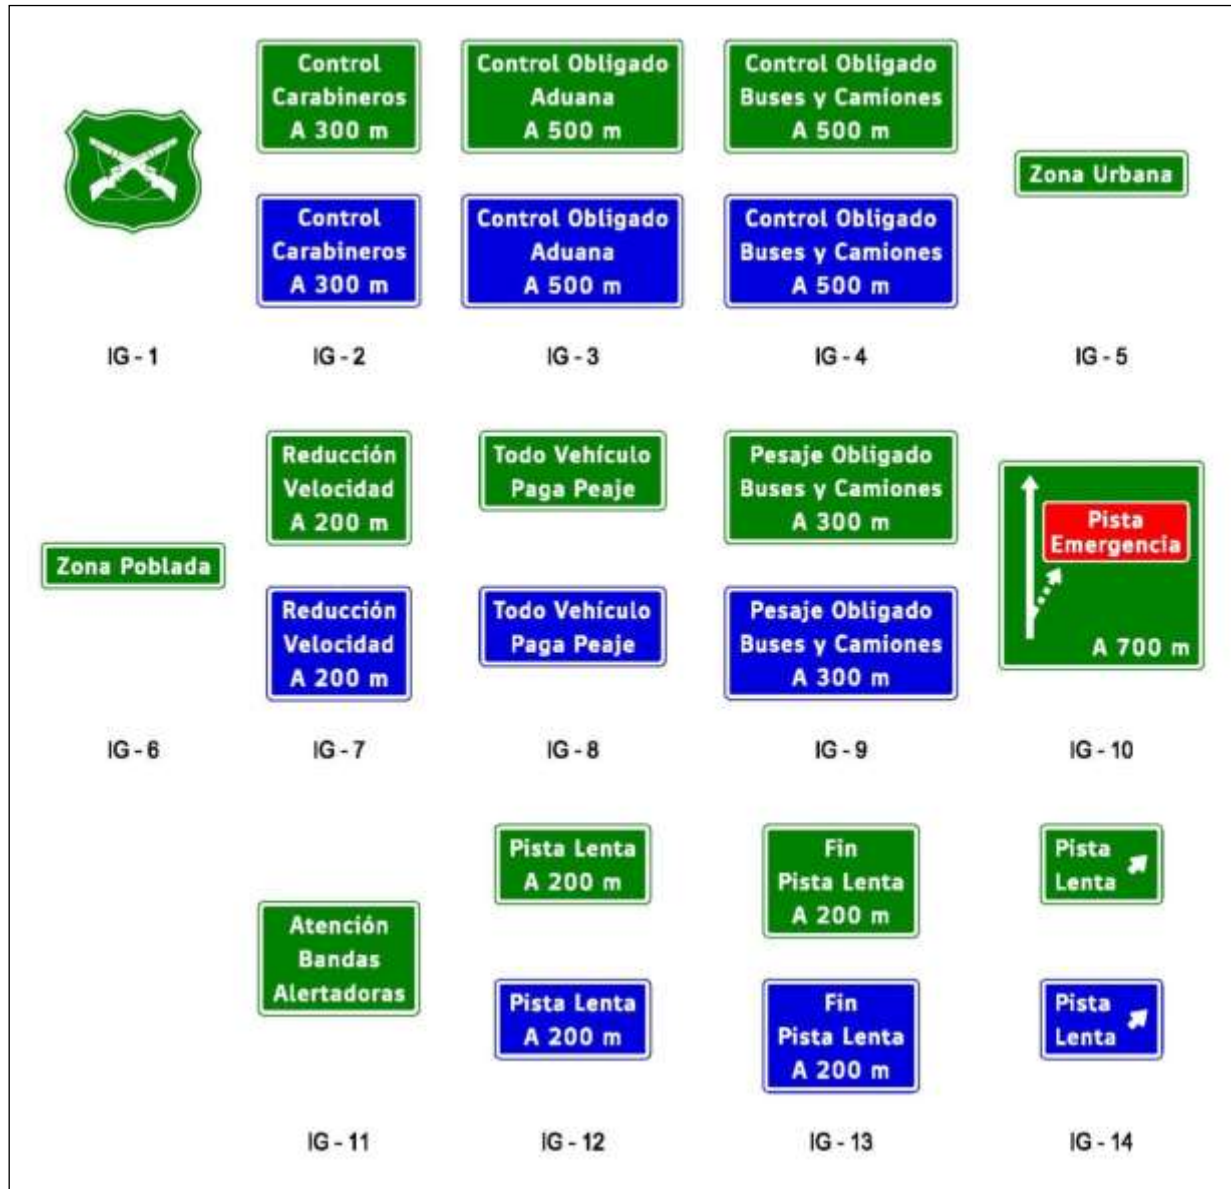 Control
Carabineros
A 300 m
Control Obligado
Aduana
A 500 m
Control Obligado
Buses y Camiones
A 500 m
Zona Urbana
Control
Carabineros
A 300 m
Control Obligado
Aduana
A 500 m
Control Obligado
Buses y Camiones
A 500 m
IG - 1
IG - 2
IG - 3
IG - 4
IG - 5
Zona Poblada
Reducción
Velocidad
A 200 m
Todo Vehículo
Paga Peaje
Pesaje Obligado
Buses y Camiones
A 300 m
Pista
Emergencia
A 700 m
Reducción
Velocidad
A 200 m
Todo Vehículo
Paga Peaje
Pesaje Obligado
Buses y Camiones
A 300 m
IG - 6
IG - 7
IG - 8
IG - 9
IG - 10
Atención
Bandas
Alertadoras
Pista Lenta
A 200 m
Fin
Pista Lenta
A 200 m
Pista
Lenta
Pista Lenta
A 200 m
Fin
Pista Lenta
A 200 m
Pista
Lenta
IG - 11
IG - 12
IG - 13
IG - 14